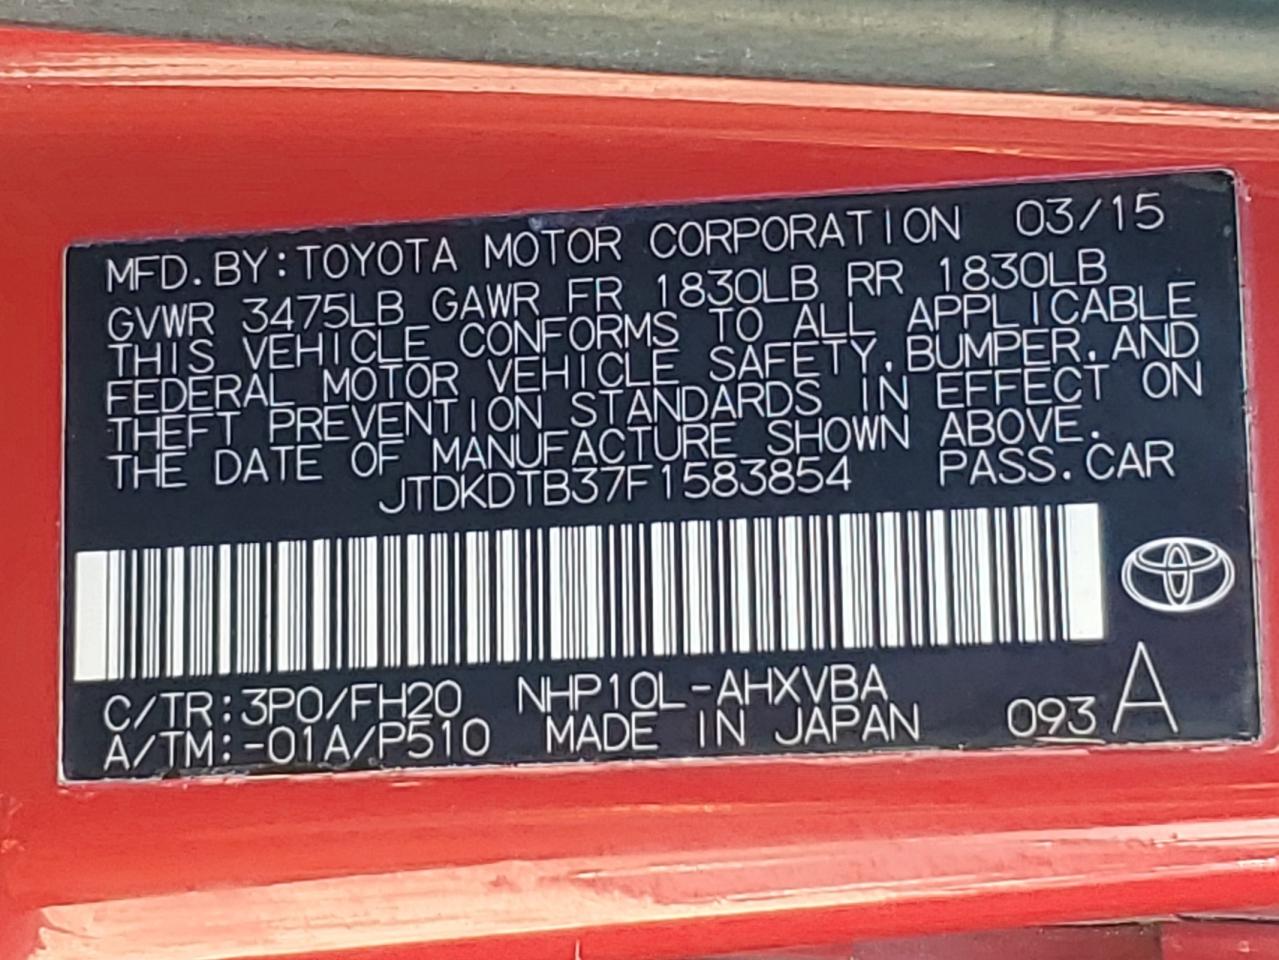 MFD.BY:TOYOTA MOTOR CORPORATION 03/15
GVWR 3475LB GAWR FR 1830LB RR 1830LB
THIS VEHICLE CONFORMS TO ALL APPLICABLE
FEDERAL MOTOR VEHICLE SAFETY,BUMPER,AND
THEFT PREVENTION STANDARDS IN EFFECT ON
THE DATE OF MANUFACTURE SHOWN ABOVE.
JTDKDTB37F1583854 PASS.CAR
C/TR:3P0/FH20 NHP10L-AHXVBA
A/TM:-01A/P510 MADE IN JAPAN 093 A